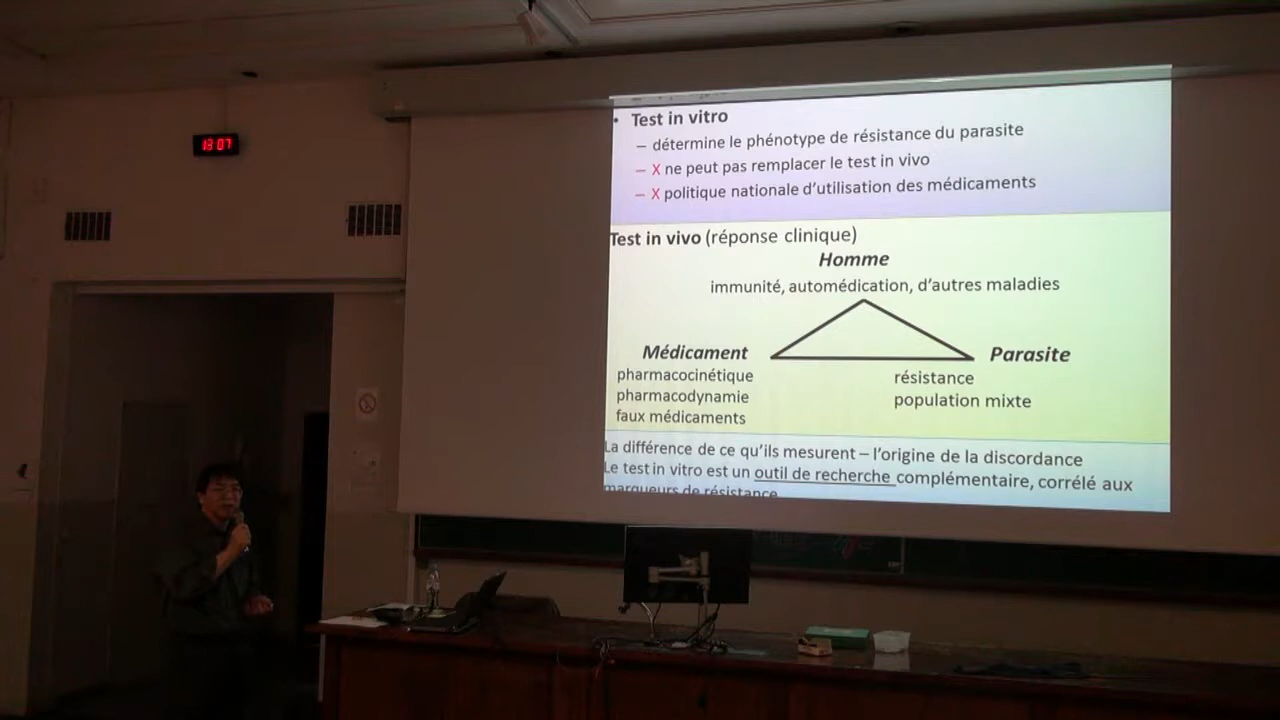 13 07
• Test in vitro
– détermine le phénotype de résistance du parasite
– X ne peut pas remplacer le test in vivo
– X politique nationale d'utilisation des médicaments
Test in vivo (réponse clinique)
Homme
immunité, automédication, d'autres maladies
Médicament
Parasite
pharmacocinétique
résistance
pharmacodynamie
population mixte
faux médicaments
La différence de ce qu'ils mesurent – l'origine de la discordance
Le test in vitro est un outil de recherche complémentaire, corrélé aux
marqueurs de résistance